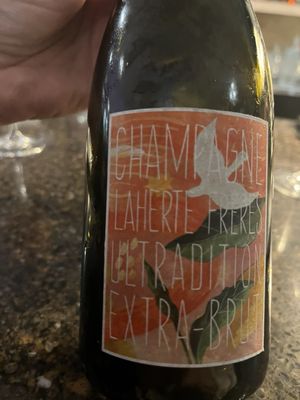 CHAMPAGNE
LAHERTE FRÈRES
ULTRADITION
EXTRA-BRUT